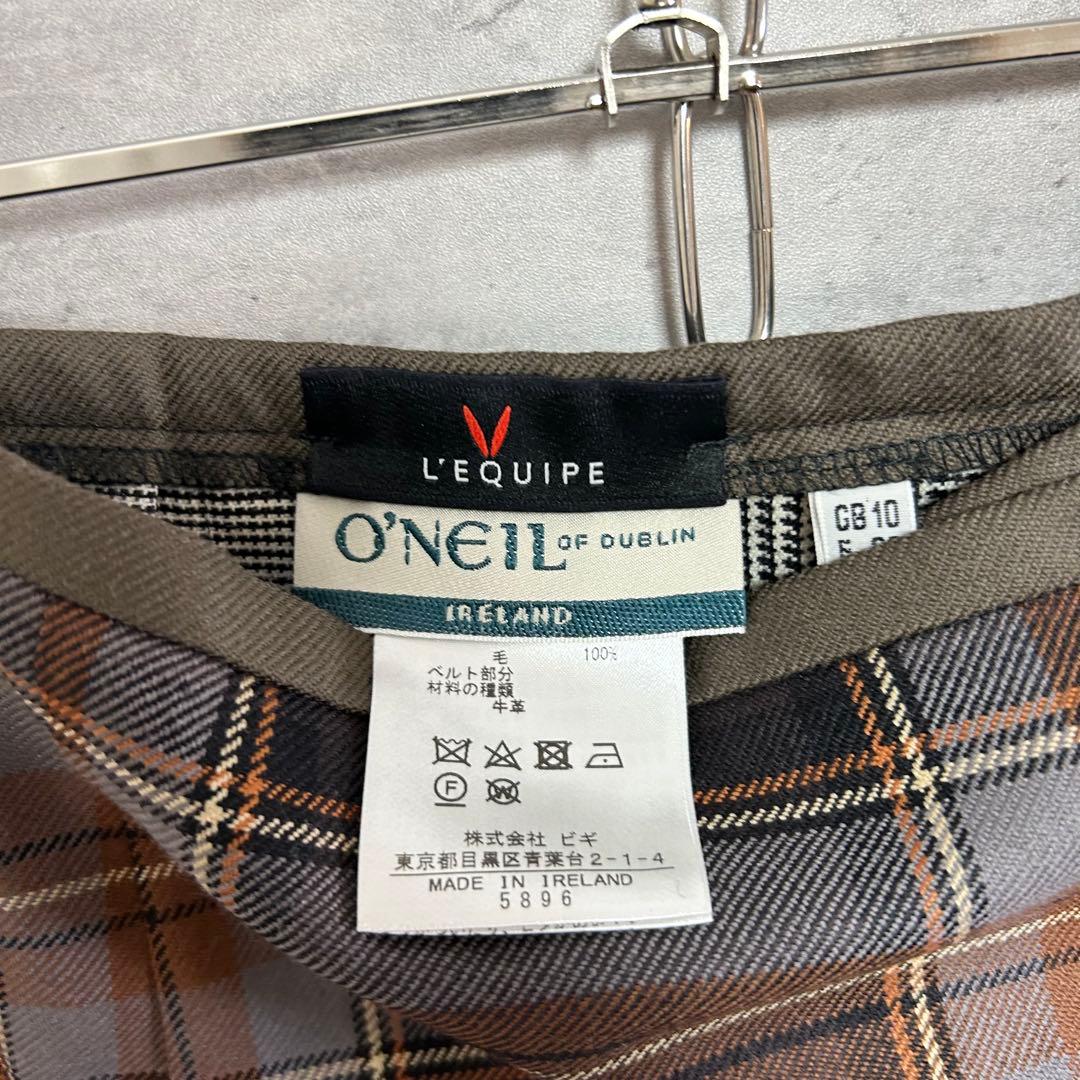 L'EQUIPE
O'NEIL OF DUBLIN
IRELAND
GB 10
毛 100%
ベルト部分
材料の種類
牛革
F
W
株式会社 ビギ
東京都目黒区青葉台2-1-4
MADE IN IRELAND
5896